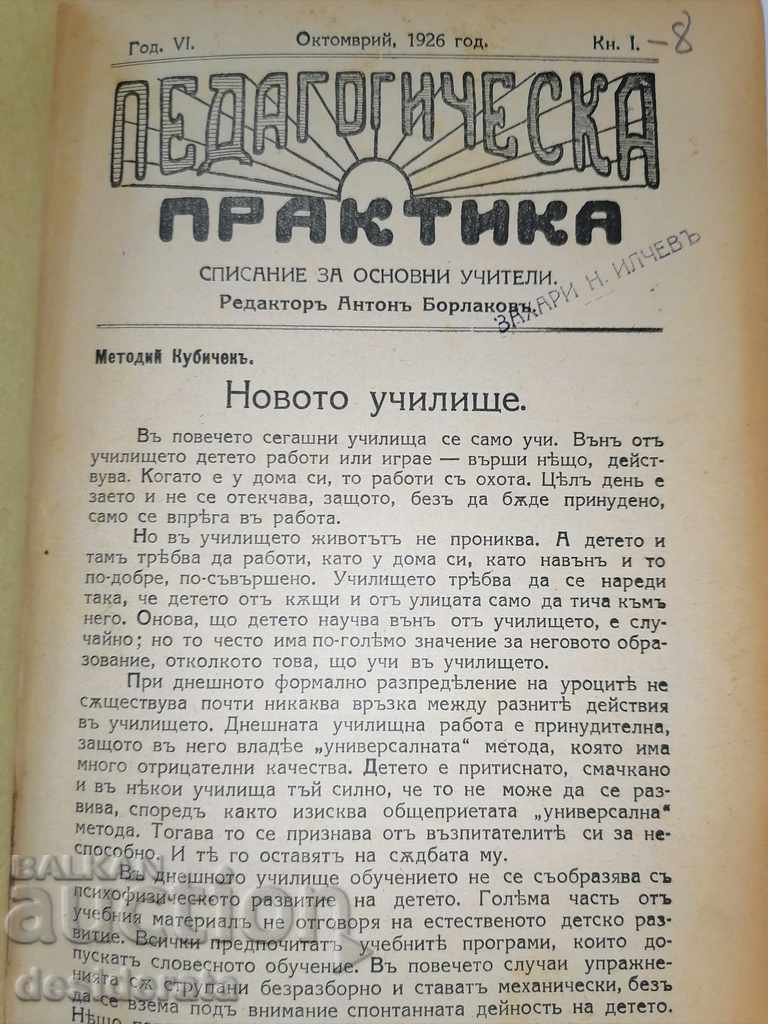 Год. VI. Октомврий, 1926 год. Кн. I. –8
ПЕДАГОГИЧЕСКА
ПРАКТИКА
СПИСАНИЕ ЗА ОСНОВНИ УЧИТЕЛИ.
Редакторъ Антонъ Борлаковъ.
ЗАХАРИ Н. ИЛЧЕВЪ
Методий Кубичекъ.
Новото училище.
Въ повечето сегашни училища се само учи. Вънъ отъ
училището детето работи или играе — върши нѣщо, дейст-
вува. Когато е у дома си, то работи съ охота. Цѣлъ день е
заето и не се отекчава, защото, безъ да бѫде принудено,
само се впрѣга въ работа.
Но въ училището животътъ не прониква. А детето и
тамъ трѣбва да работи, като у дома си, като навънъ и то
по-добре, по-съвършено. Училището трѣбва да се нареди
така, че детето отъ кѫщи и отъ улицата само да тича къмъ
него. Онова, що детето научва вънъ отъ училището, е слу-
чайно; но то често има по-голѣмо значение за неговото обра-
зование, отколкото това, що учи въ училището.
При днешното формално разпредѣление на уроцитѣ не
сѫществува почти никаква връзка между разнитѣ действия
въ училището. Днешната училищна работа е принудителна,
защото въ него владѣе „универсалната“ метода, която има
много отрицателни качества. Детето е притиснато, смачкано
и въ нѣкои училища тъй силно, че то не може да се раз-
вива, споредъ както изисква общеприетата „универсална“
метода. Тогава то се признава отъ възпитателитѣ си за не-
способно. И тѣ го оставятъ на сѫдбата му.
Въ днешното училище обучението не се съобразява съ
психофизическото развитие на детето. Голѣма часть отъ
учебния материалъ не отговоря на естественото детско раз-
витие. Всички предпочитатъ учебнитѣ програми, които до-
пускатъ словесното обучение. Въ повечето случаи упражне-
нията сѫ струпани безразборно и ставатъ механически, безъ
да се взема подъ внимание спонтанната дейность на детето.
Нѣщо
BALKAN
auction
desiderata